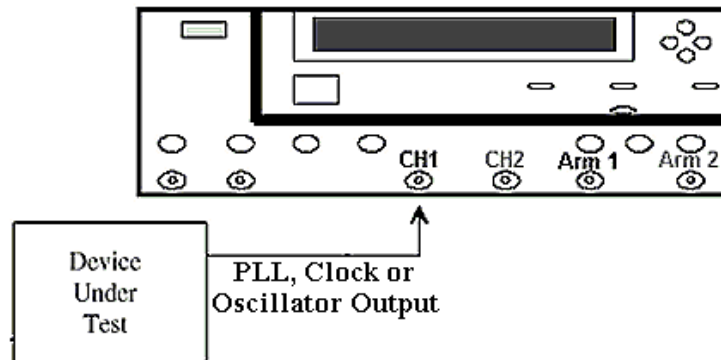 CH1
CH2
Arm 1
Arm 2
PLL, Clock or
Oscillator Output
Device
Under
Test